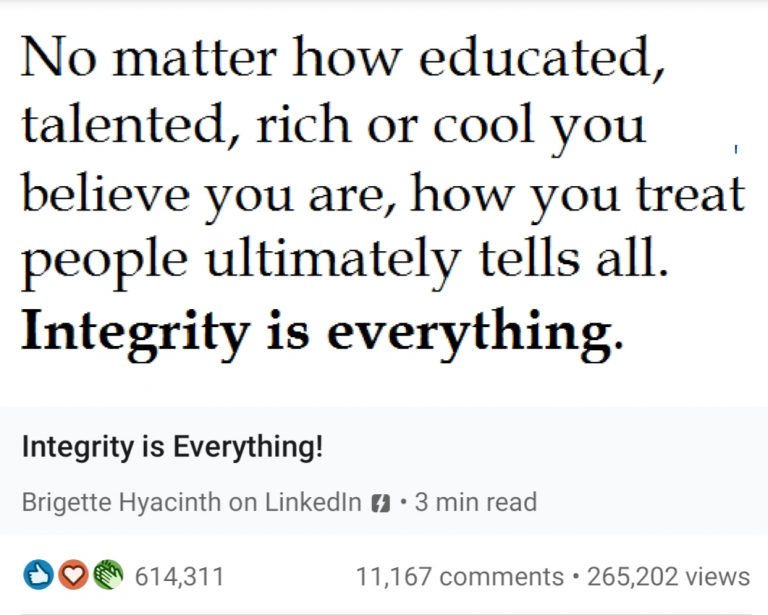 No matter how educated,
talented, rich or cool you
believe you are, how you treat
people ultimately tells all.
Integrity is everything.
Integrity is Everything!
Brigette Hyacinth on LinkedIn • 3 min read
614,311 11,167 comments • 265,202 views